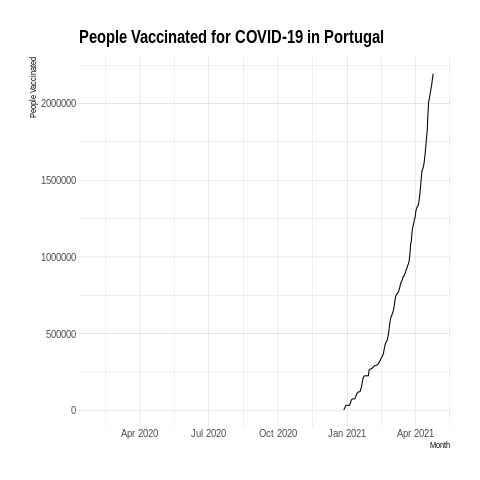 People Vaccinated for COVID-19 in Portugal
People Vaccinated
2000000
1500000
1000000
500000
0
Apr 2020 Jul 2020 Oct 2020 Jan 2021 Apr 2021
Month